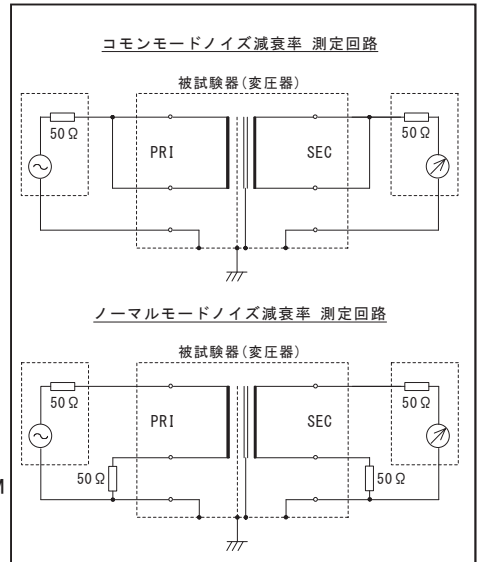 コモンモードノイズ減衰率 測定回路
被試験器(変圧器)
50Ω 50Ω
PRI SEC
ノーマルモードノイズ減衰率 測定回路
被試験器(変圧器)
50Ω 50Ω
PRI SEC
50Ω 50Ω
M